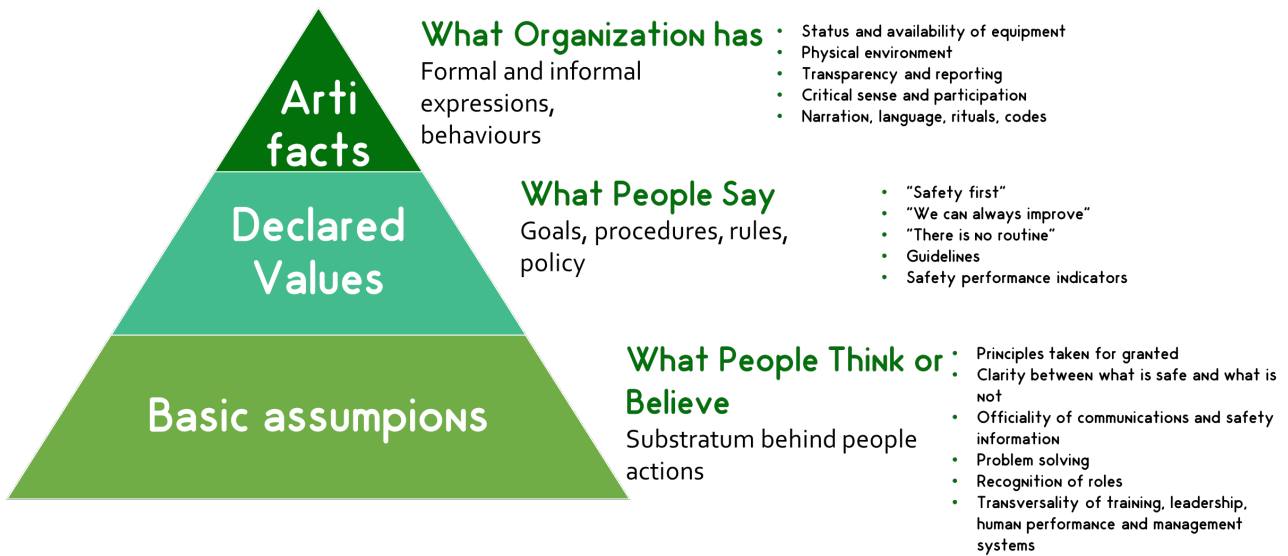 Arti
facts
What Organization has
Formal and informal
expressions,
behaviours
• Status and availability of equipment
• Physical environment
• Transparency and reporting
• Critical sense and participation
• Narration, language, rituals, codes
Declared
Values
What People Say
Goals, procedures, rules,
policy
• "Safety first"
• "We can always improve"
• "There is no routine"
• Guidelines
• Safety performance indicators
Basic assumpions
What People Think or
Believe
Substratum behind people
actions
• Principles taken for granted
• Clarity between what is safe and what is
not
• Officiality of communications and safety
information
• Problem solving
• Recognition of roles
• Transversality of training, leadership,
human performance and management
systems